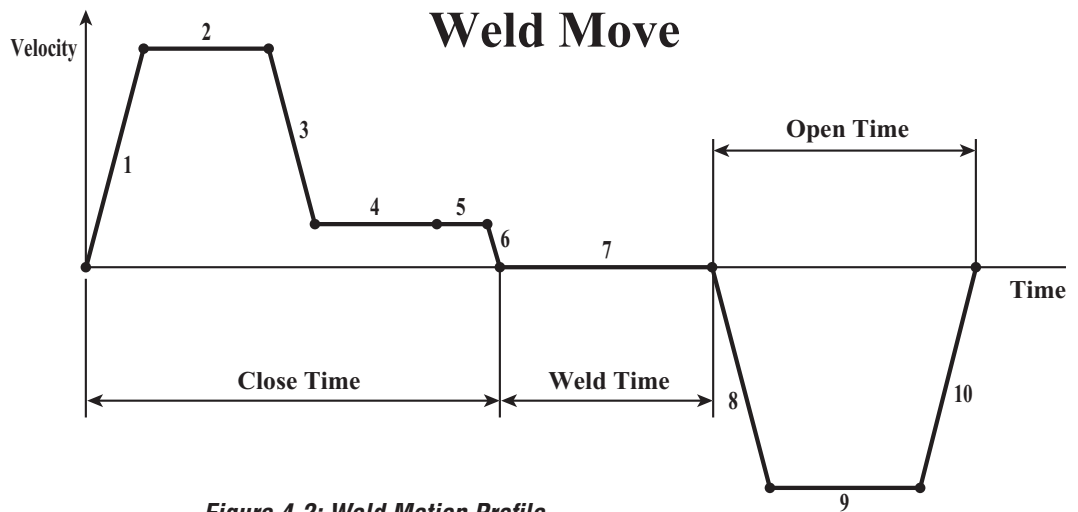 Weld Move
Velocity
1
2
3
4
5
6
7
8
9
10
Open Time
Time
Close Time
Weld Time
Figure 4-2: Weld Motion Profile